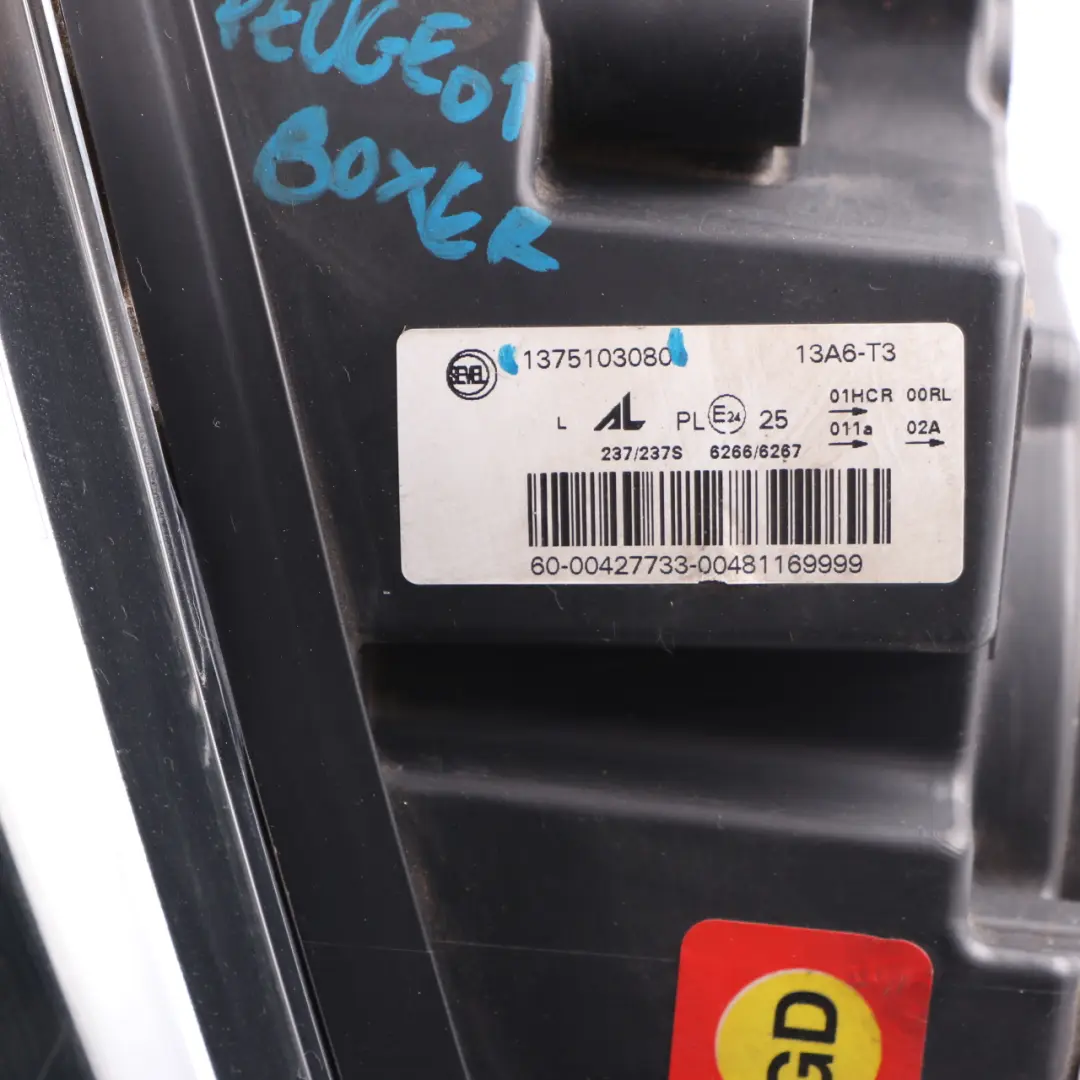 PEUGEOT
BOXER
SEVEL 1375103080 13A6-T3
L AL PL E24 25 01HCR 00RL
011a 02A
237/237S 6266/6267
60-00427733-00481169999
GD